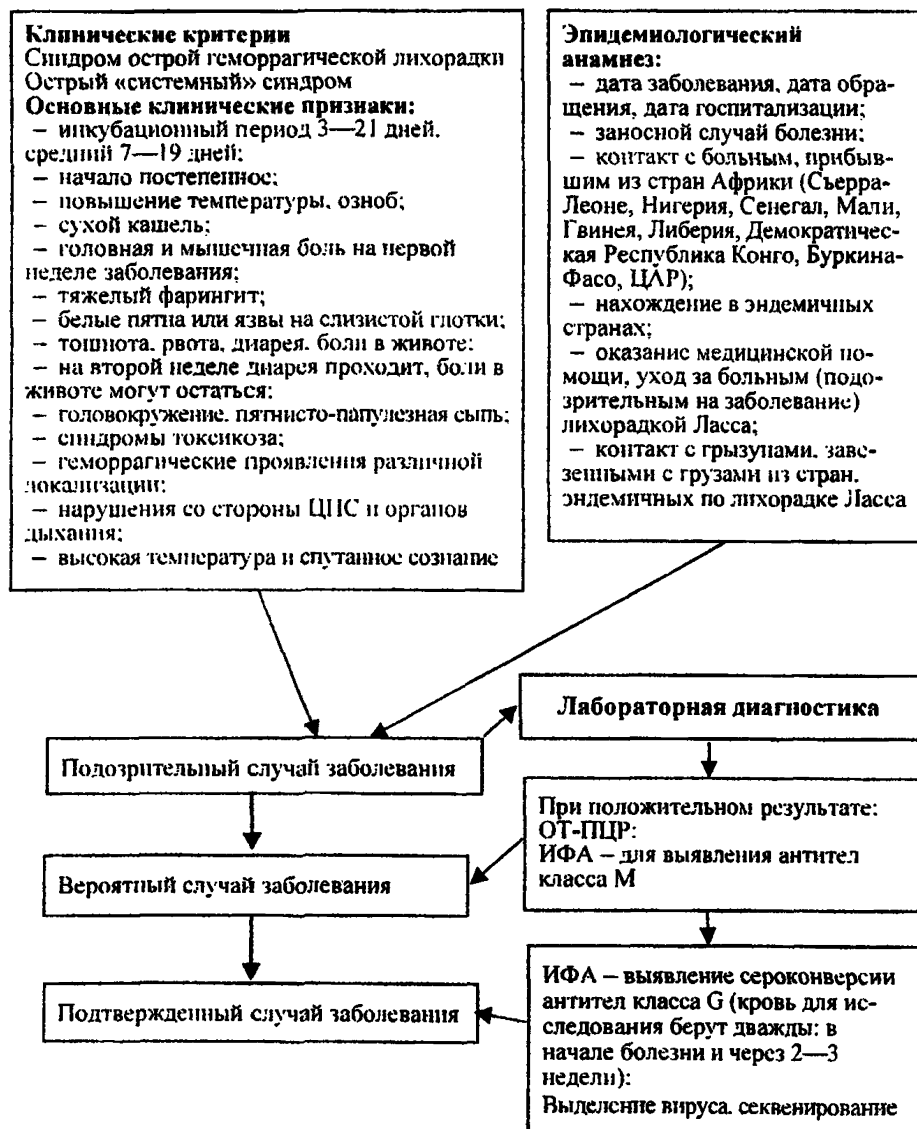 Клинические критерии
Синдром острой геморрагической лихорадки
Острый «системный» синдром
Основные клинические признаки:
– инкубационный период 3—21 дней,
средний 7—19 дней;
– начало постепенное;
– повышение температуры, озноб;
– сухой кашель;
– головная и мышечная боль на первой
неделе заболевания;
– тяжелый фарингит;
– белые пятна или язвы на слизистой глотки;
– тошнота, рвота, диарея, боли в животе;
– на второй неделе диарея проходит, боли в
животе могут остаться;
– головокружение, пятнисто-папулезная сыпь;
– синдромы токсикоза;
– геморрагические проявления различной
локализации;
– нарушения со стороны ЦНС и органов
дыхания;
– высокая температура и спутанное сознание
Эпидемиологический
анамнез:
– дата заболевания, дата обра-
щения, дата госпитализации;
– заносной случай болезни;
– контакт с больным, прибыв-
шим из стран Африки (Сьерра-
Леоне, Нигерия, Сенегал, Мали,
Гвинея, Либерия, Демократичес-
кая Республика Конго, Буркина-
Фасо, ЦАР);
– нахождение в эндемичных
странах;
– оказание медицинской по-
мощи, уход за больным (подо-
зрительным на заболевание)
лихорадкой Ласса;
– контакт с грызунами, заве-
зенными с грузами из стран,
эндемичных по лихорадке Ласса
Лабораторная диагностика
Подозрительный случай заболевания
При положительном результате:
ОТ-ПЦР:
ИФА – для выявления антител
класса М
Вероятный случай заболевания
ИФА – выявление сероконверсии
антител класса G (кровь для ис-
следования берут дважды: в
начале болезни и через 2—3
недели):
Выделение вируса, секвенирование
Подтвержденный случай заболевания